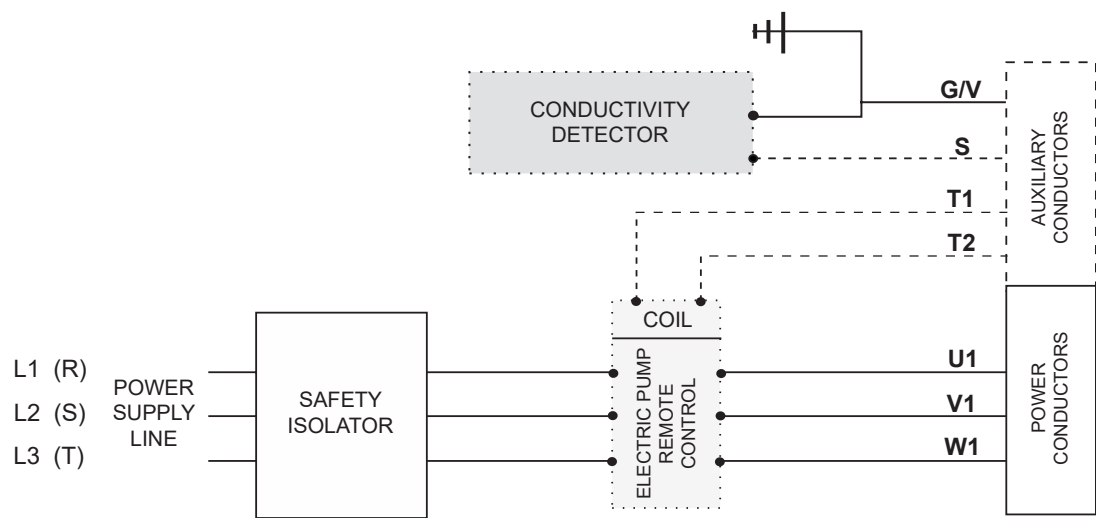 CONDUCTIVITY
DETECTOR
G/V
S
T1
T2
AUXILIARY
CONDUCTORS
COIL
L1 (R)
L2 (S)
L3 (T)
POWER
SUPPLY
LINE
SAFETY
ISOLATOR
ELECTRIC PUMP
REMOTE
CONTROL
U1
V1
W1
POWER
CONDUCTORS